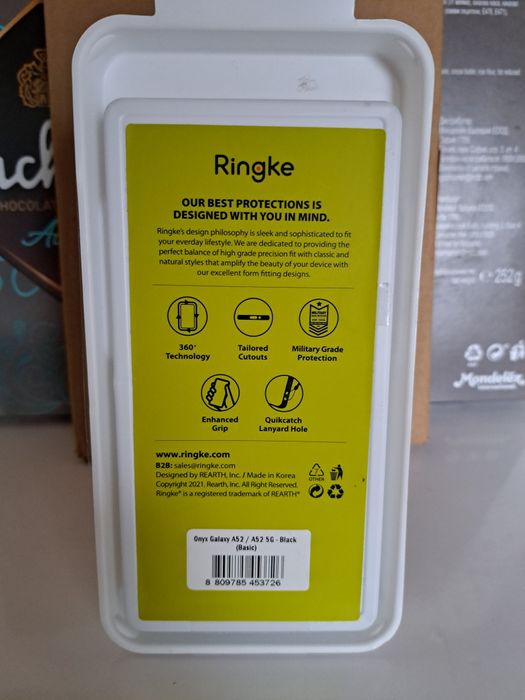 Ringke
OUR BEST PROTECTIONS IS
DESIGNED WITH YOU IN MIND.
Ringke's design philosophy is sleek and sophisticated to fit
your everday lifestyle. We are dedicated to providing the
perfect balance of high grade precision fit with classic and
natural styles that amplify the beauty of your device with
our excellent form fitting designs.
360°
Technology
Tailored
Cutouts
MILITARY
Military Grade
Protection
Enhanced
Grip
Quikcatch
Lanyard Hole
www.ringke.com
B2B: sales@ringke.com
Designed by REARTH, Inc. / Made in Korea
Copyright 2021. Rearth, Inc. All Right Reserved.
Ringke® is a registered trademark of REARTH®
OTHER
Onyx Galaxy A52 / A52 5G - Black
(Basic)
8 809785 453726
HOCOLA
℮ 252g
Mondelēz
International